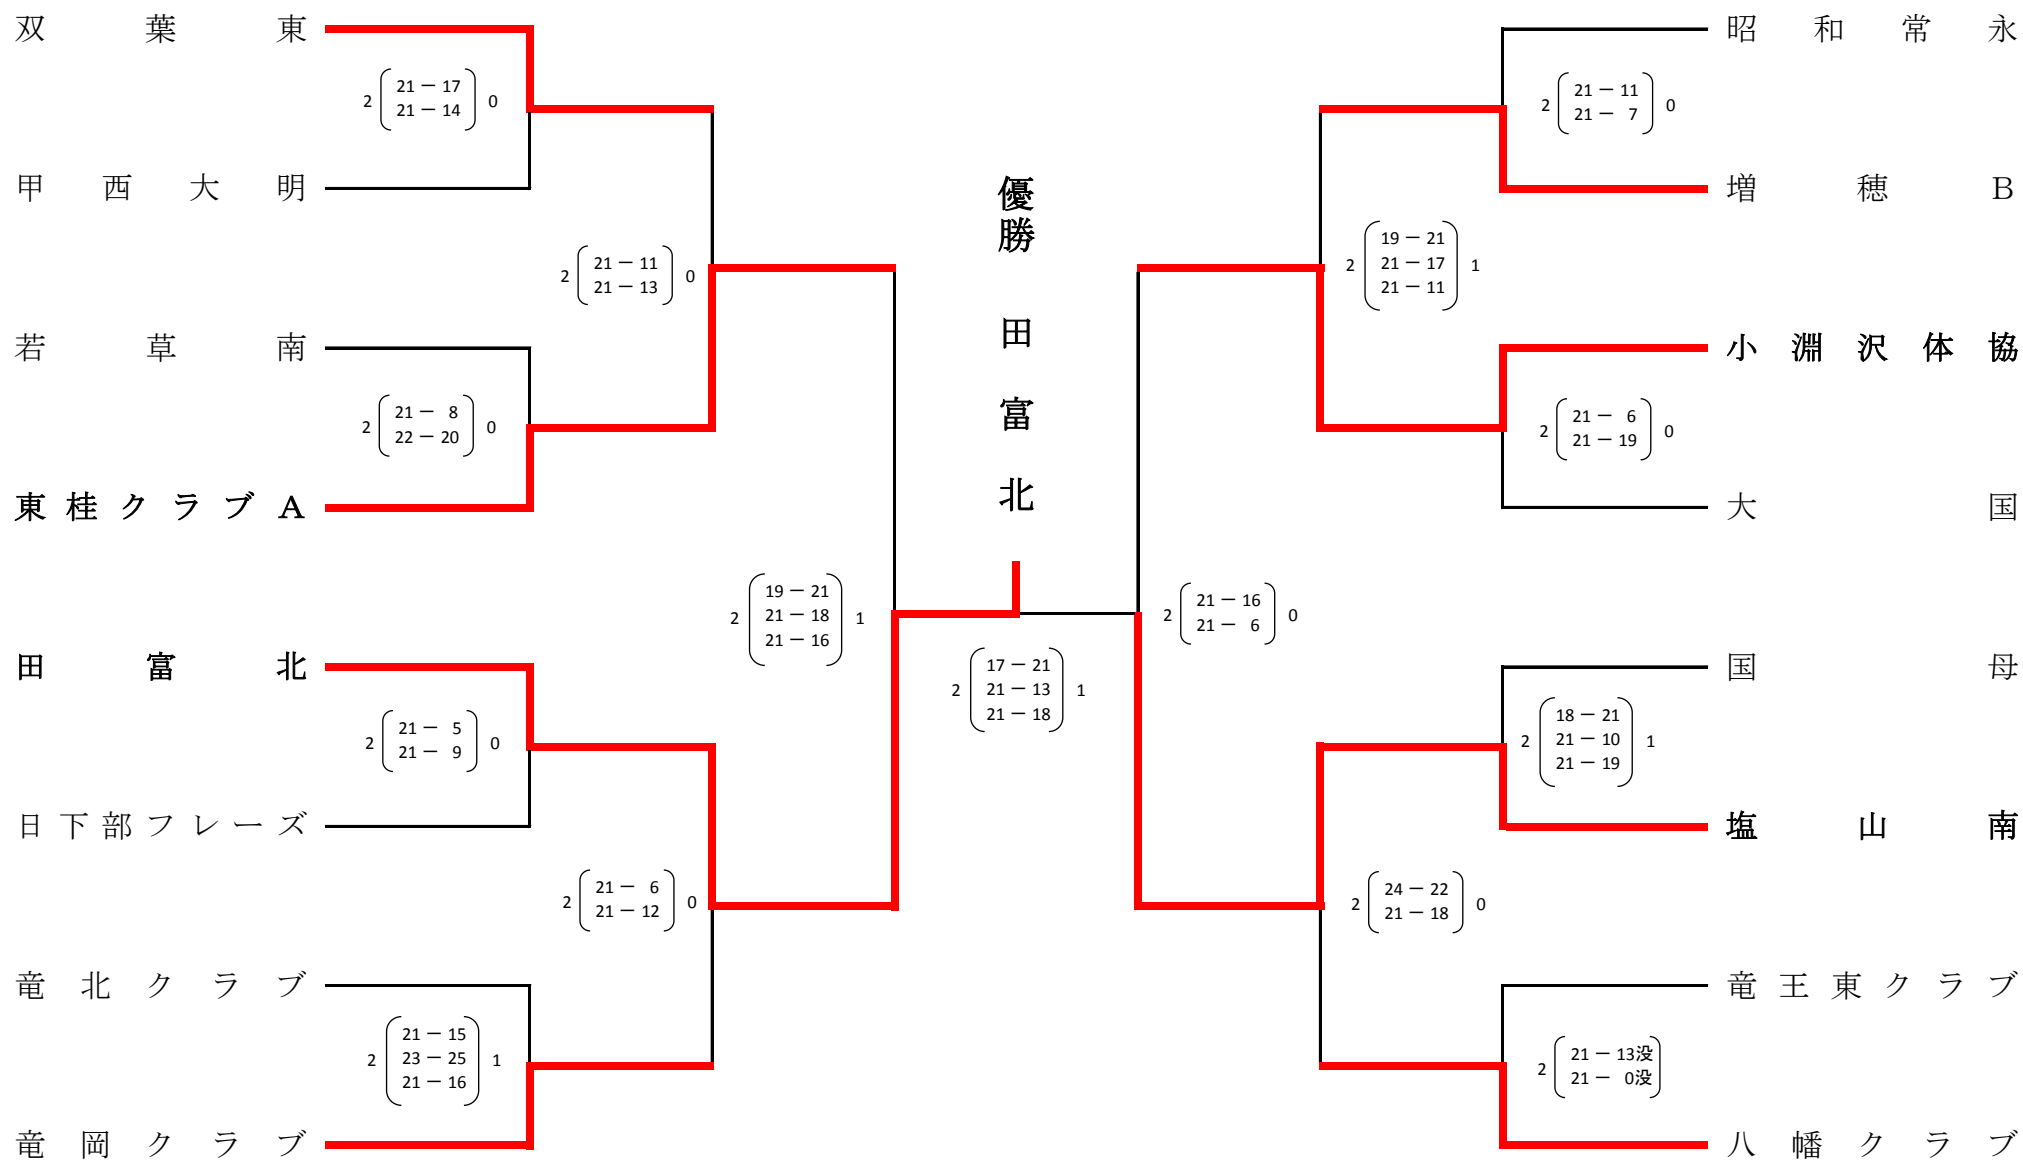 双葉東
2 21 － 17 0
21 － 14
甲西大明
2 21 － 11 0
21 － 13
若草南
2 21 － 8 0
22 － 20
東桂クラブA
2 19 － 21 1
21 － 18
21 － 16
田富北
2 21 － 5 0
21 － 9
日下部フレーズ
2 21 － 6 0
21 － 12
竜北クラブ
2 21 － 15 1
23 － 25
21 － 16
竜岡クラブ
優勝 田富北
2 17 － 21 1
21 － 13
21 － 18
昭和常永
2 21 － 11 0
21 － 7
増穂B
2 19 － 21 1
21 － 17
21 － 11
小淵沢体協
2 21 － 6 0
21 － 19
大国
2 21 － 16 0
21 － 6
国母
2 18 － 21 1
21 － 10
21 － 19
塩山南
2 24 － 22 0
21 － 18
竜王東クラブ
2 21 － 13没
21 － 0没
八幡クラブ